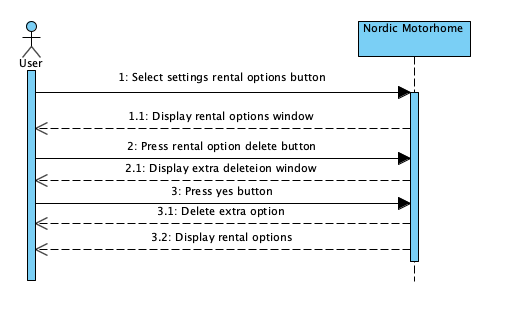 Nordic Motorhome
User
1: Select settings rental options button
1.1: Display rental options window
2: Press rental option delete button
2.1: Display extra deleteion window
3: Press yes button
3.1: Delete extra option
3.2: Display rental options